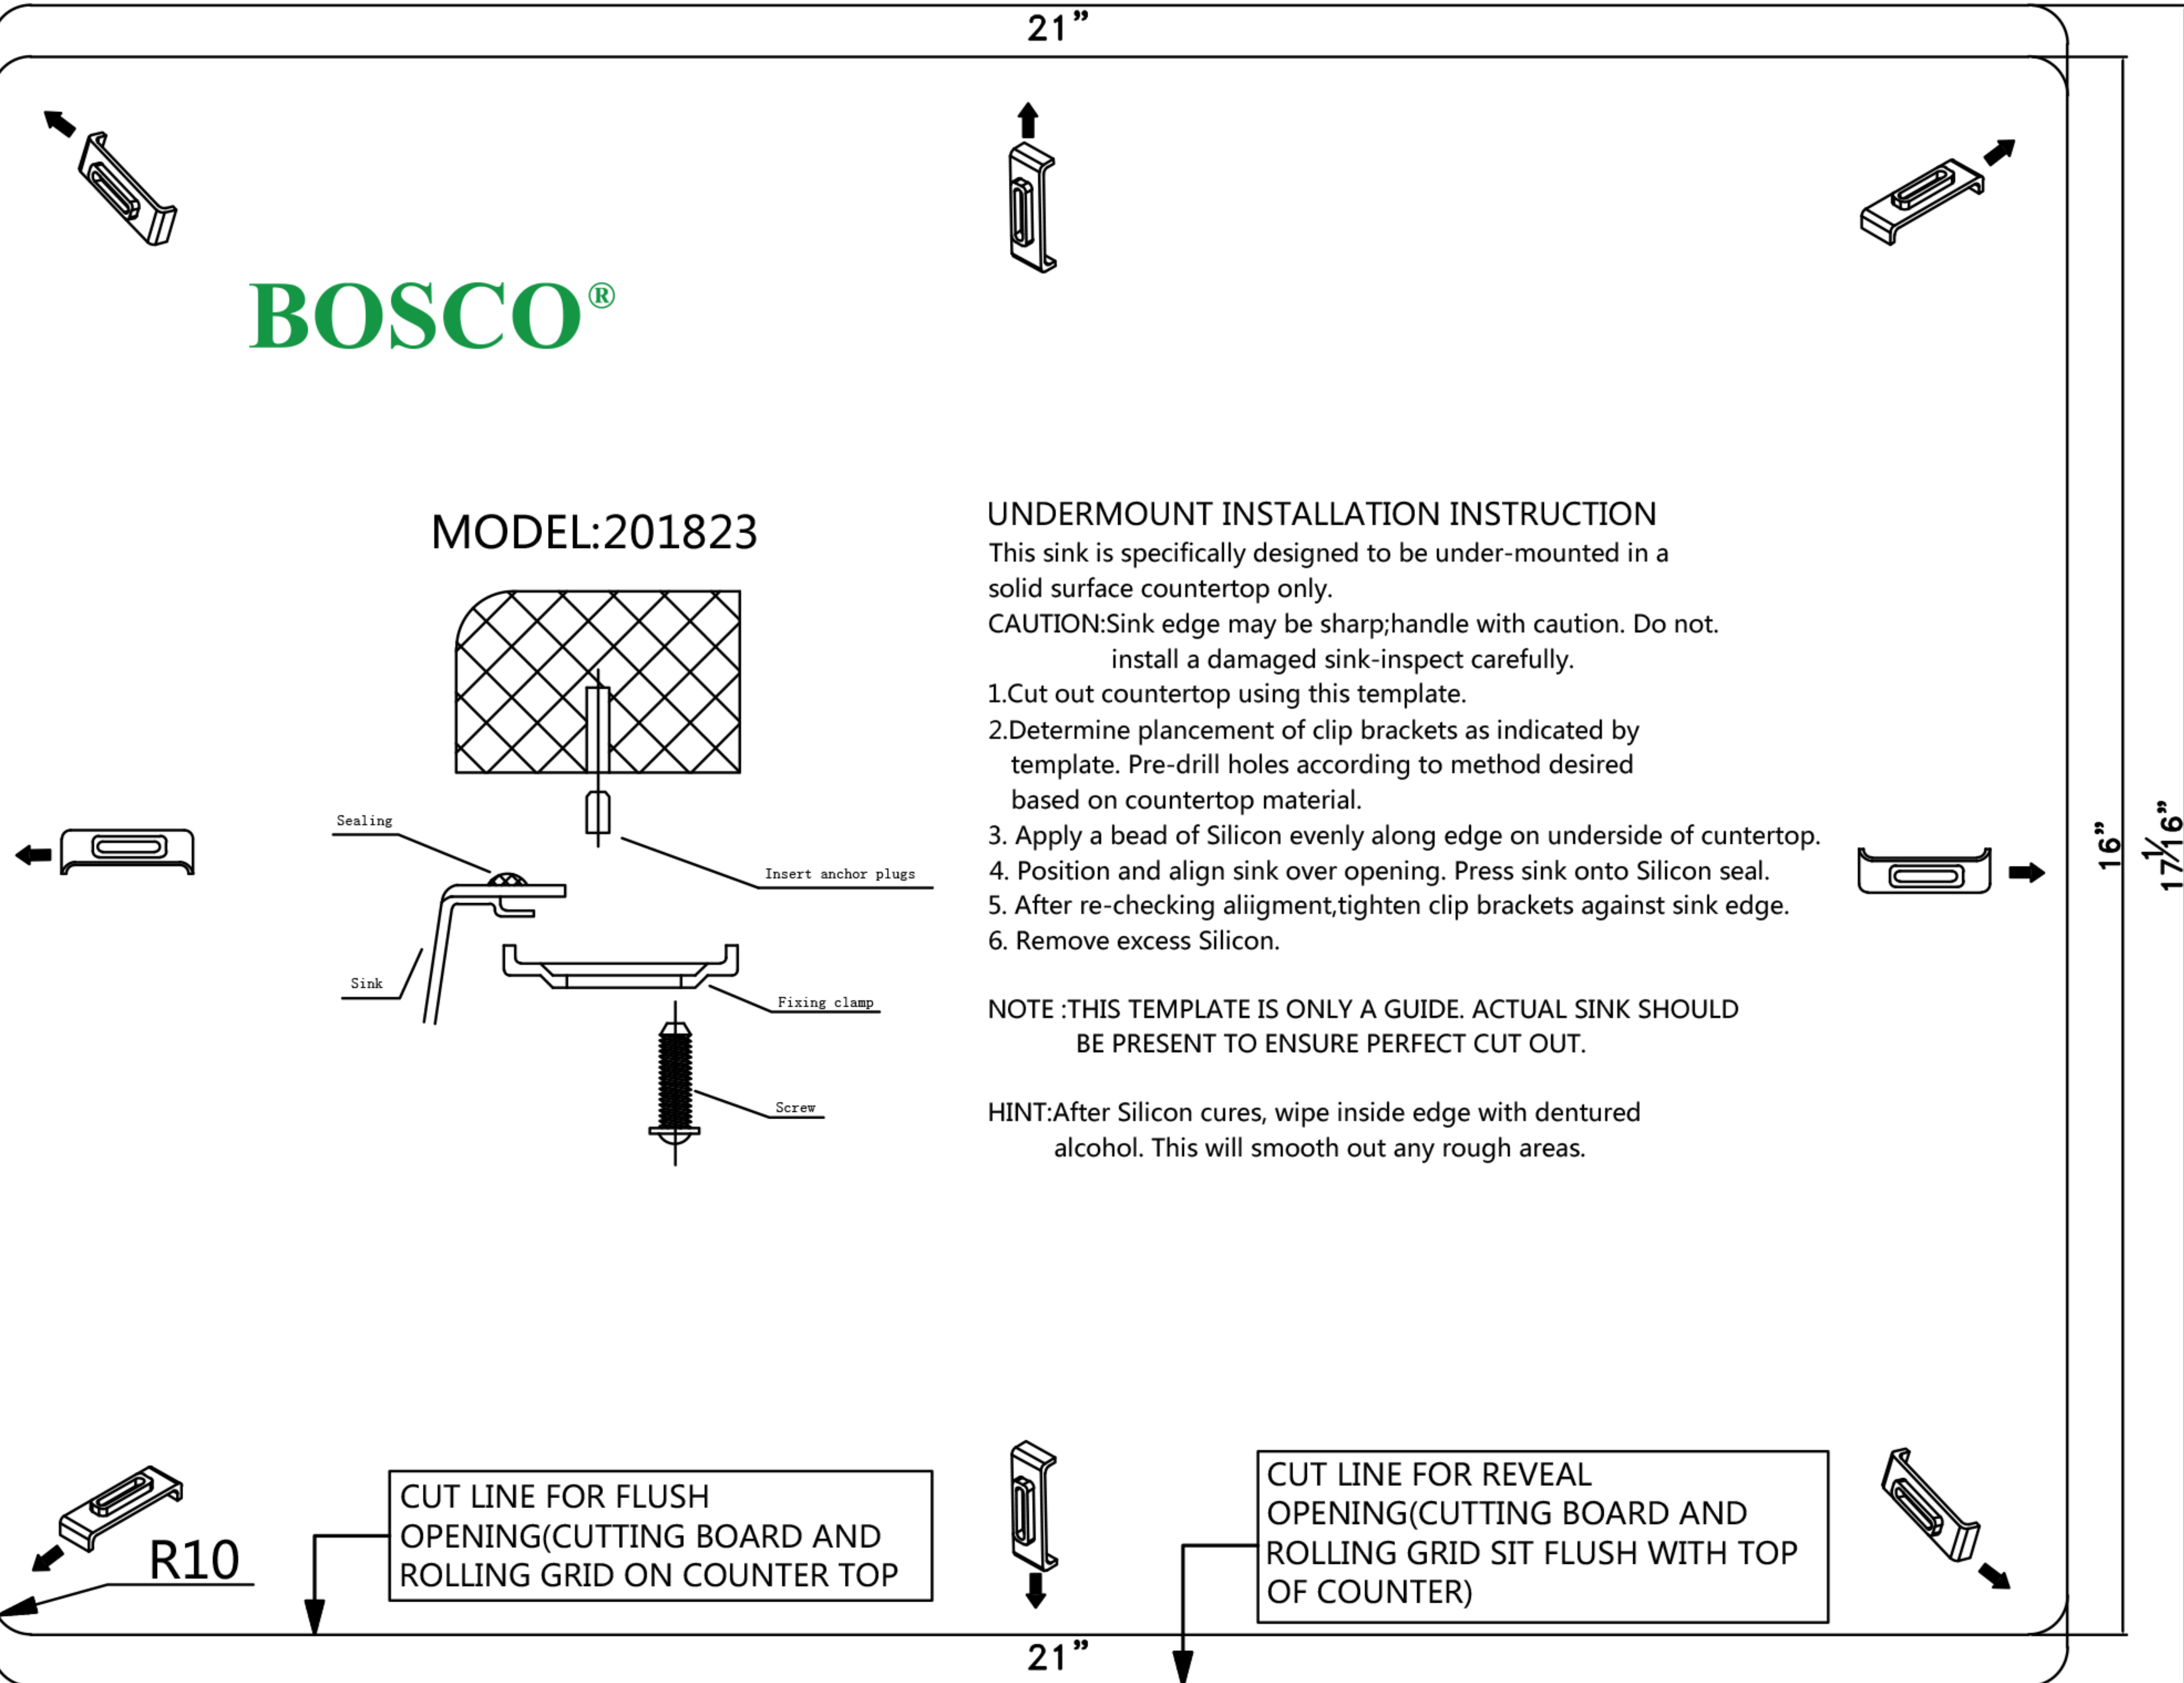 21”
BOSCO®
MODEL:201823
Sealing
Insert anchor plugs
Sink
Fixing clamp
Screw
UNDERMOUNT INSTALLATION INSTRUCTION
This sink is specifically designed to be under-mounted in a
solid surface countertop only.
CAUTION:Sink edge may be sharp;handle with caution. Do not.
install a damaged sink-inspect carefully.
1.Cut out countertop using this template.
2.Determine plancement of clip brackets as indicated by
template. Pre-drill holes according to method desired
based on countertop material.
3. Apply a bead of Silicon evenly along edge on underside of cuntertop.
4. Position and align sink over opening. Press sink onto Silicon seal.
5. After re-checking aliigment,tighten clip brackets against sink edge.
6. Remove excess Silicon.
NOTE :THIS TEMPLATE IS ONLY A GUIDE. ACTUAL SINK SHOULD
BE PRESENT TO ENSURE PERFECT CUT OUT.
HINT:After Silicon cures, wipe inside edge with dentured
alcohol. This will smooth out any rough areas.
16”
17 1/16”
R10
CUT LINE FOR FLUSH
OPENING(CUTTING BOARD AND
ROLLING GRID ON COUNTER TOP
CUT LINE FOR REVEAL
OPENING(CUTTING BOARD AND
ROLLING GRID SIT FLUSH WITH TOP
OF COUNTER)
21”